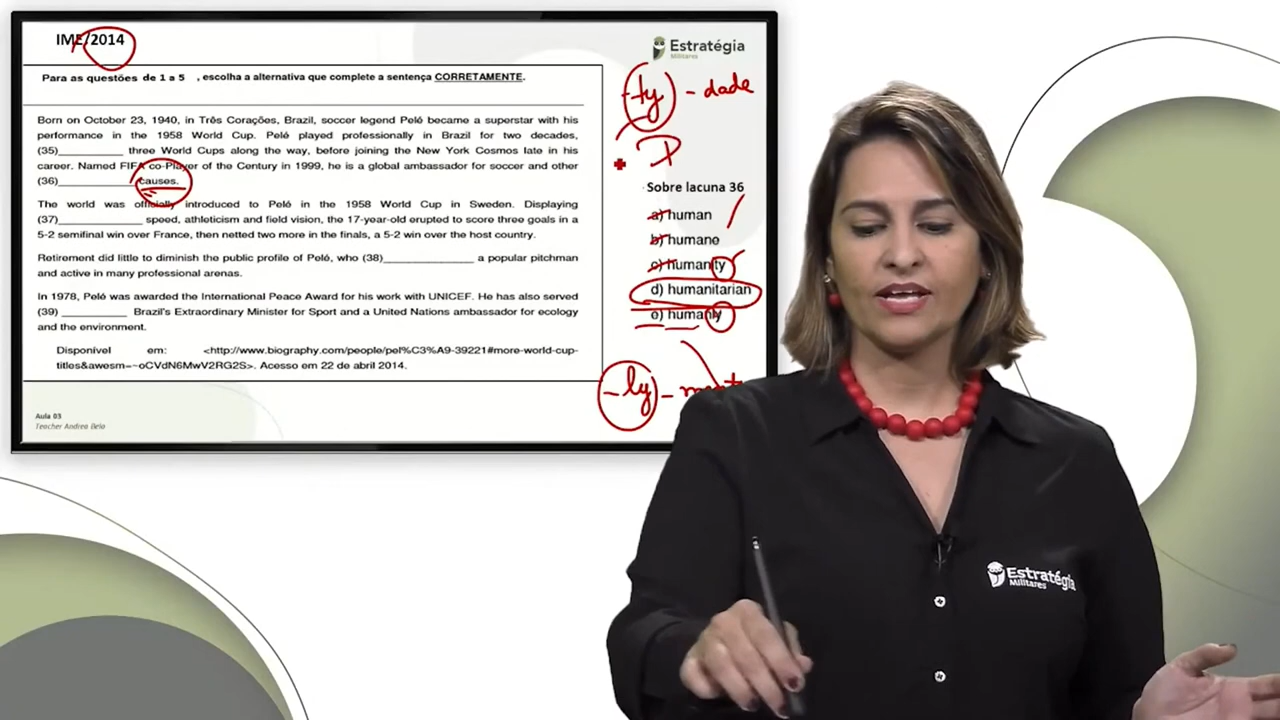 IME/2014
Estratégia
Militares
Para as questões de 1 a 5 , escolha a alternativa que complete a sentença CORRETAMENTE.
-ty - dade
Born on October 23, 1940, in Três Corações, Brazil, soccer legend Pelé became a superstar with his
performance in the 1958 World Cup. Pelé played professionally in Brazil for two decades,
(35)__________ three World Cups along the way, before joining the New York Cosmos late in his
career. Named FIFA co-Player of the Century in 1999, he is a global ambassador for soccer and other
(36)_______________ causes.
The world was officially introduced to Pelé in the 1958 World Cup in Sweden. Displaying
(37)_____________ speed, athleticism and field vision, the 17-year-old erupted to score three goals in a
5-2 semifinal win over France, then netted two more in the finals, a 5-2 win over the host country.
Retirement did little to diminish the public profile of Pelé, who (38)______________ a popular pitchman
and active in many professional arenas.
In 1978, Pelé was awarded the International Peace Award for his work with UNICEF. He has also served
(39) __________ Brazil's Extraordinary Minister for Sport and a United Nations ambassador for ecology
and the environment.
Disponível em: <http://www.biography.com/people/pel%C3%A9-39221#more-world-cup-
titles&awesm=~oCVdN6MwV2RG2S>. Acesso em 22 de abril 2014.
Sobre lacuna 36
a) human
b) humane
c) humanity
d) humanitarian
e) humanly
-ly -
Aula 03
Teacher Andrea Belo
Estratégia
Militares